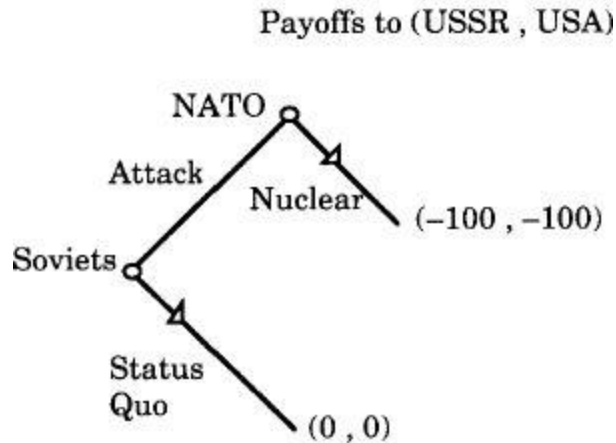 Payoffs to (USSR , USA)
NATO
Attack
Nuclear
(–100 , –100)
Soviets
Status
Quo
(0 , 0)